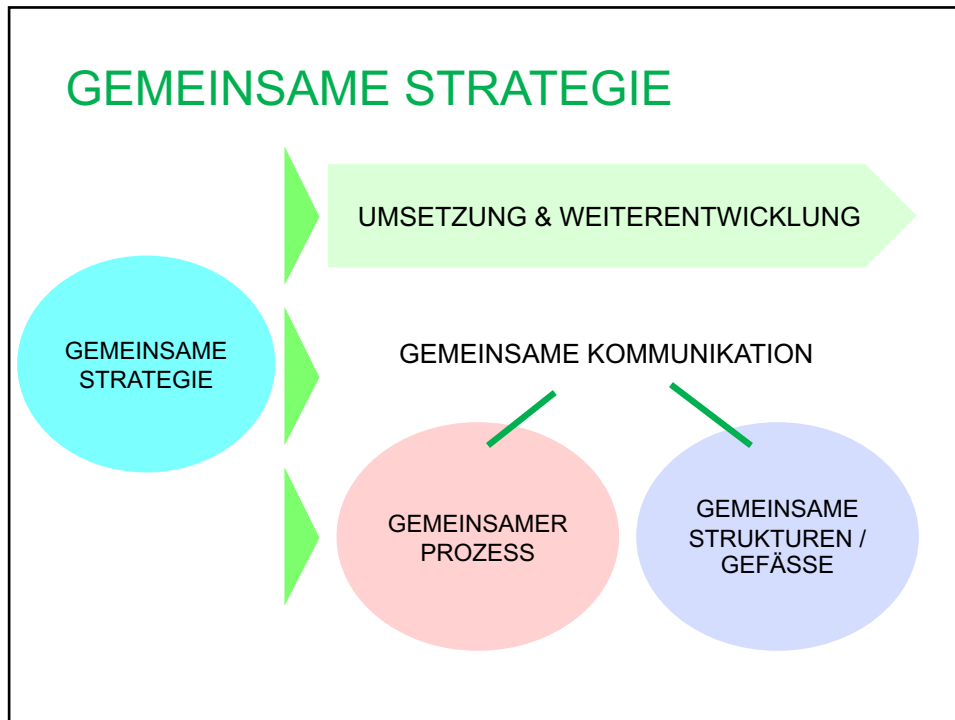 GEMEINSAME STRATEGIE
UMSETZUNG & WEITERENTWICKLUNG
GEMEINSAME
STRATEGIE
GEMEINSAME KOMMUNIKATION
GEMEINSAMER
PROZESS
GEMEINSAME
STRUKTUREN /
GEFÄSSE